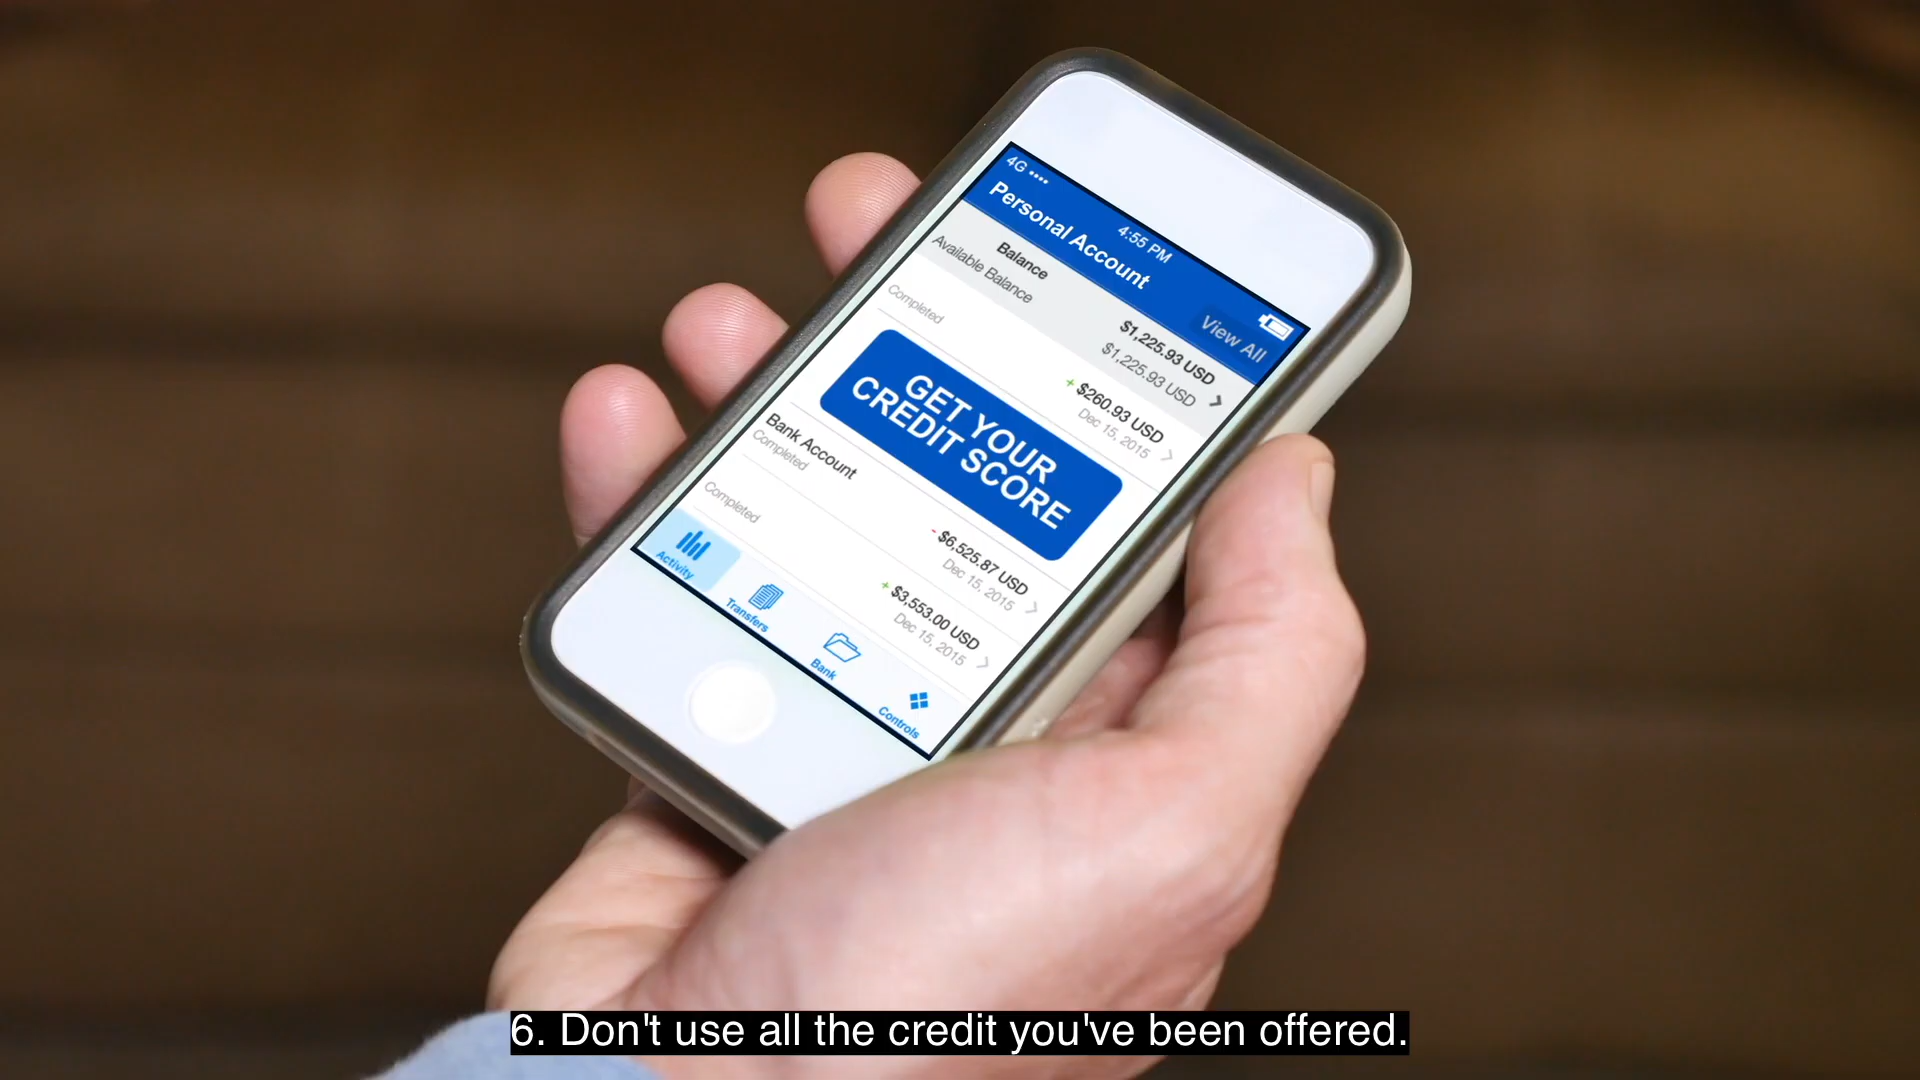 4G
4:55 PM
Personal Account
View All
Balance
$1,225.93 USD
Available Balance
$1,225.93 USD
+ $260.93 USD
Completed
Dec 15, 2015
GET YOUR
CREDIT SCORE
Bank Account
- $6,525.87 USD
Completed
Dec 15, 2015
+ $3,553.00 USD
Completed
Dec 15, 2015
Activity
Transfers
Bank
Controls
6. Don't use all the credit you've been offered.